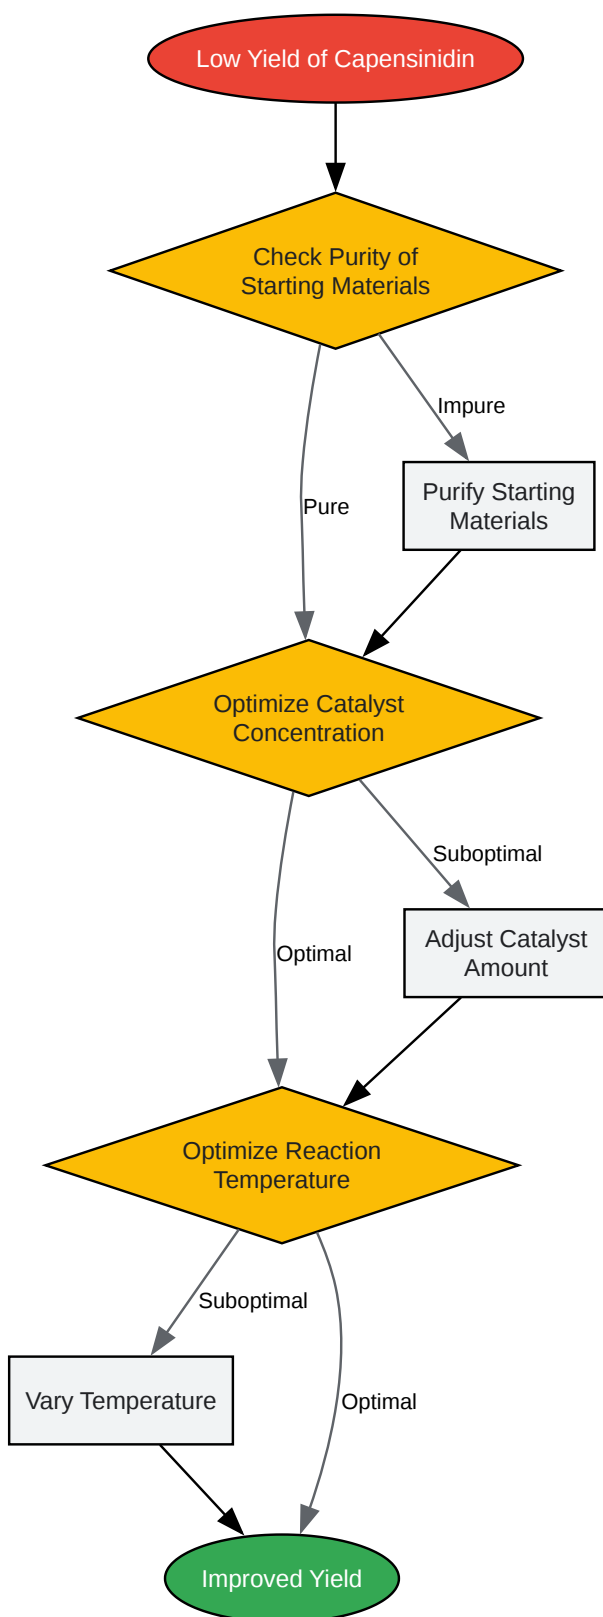 Low Yield of Capensinidin
Check Purity of
Starting Materials
Impure
Purify Starting
Materials
Pure
Optimize Catalyst
Concentration
Suboptimal
Adjust Catalyst
Amount
Optimal
Optimize Reaction
Temperature
Suboptimal
Vary Temperature
Optimal
Improved Yield